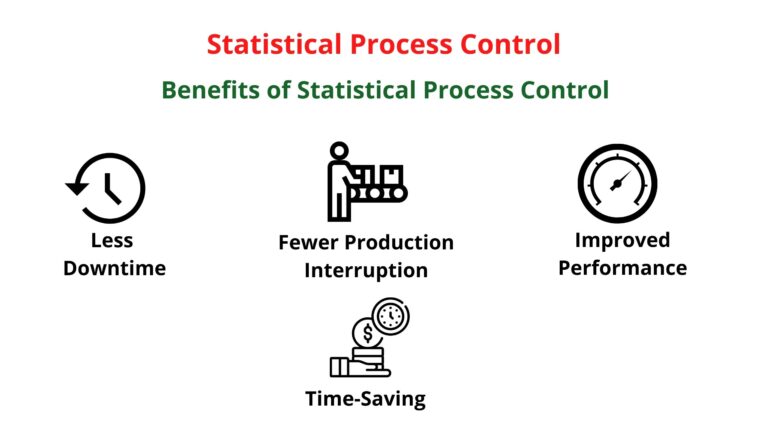 Statistical Process Control
Benefits of Statistical Process Control
Less
Downtime
Fewer Production
Interruption
Improved
Performance
$
Time-Saving